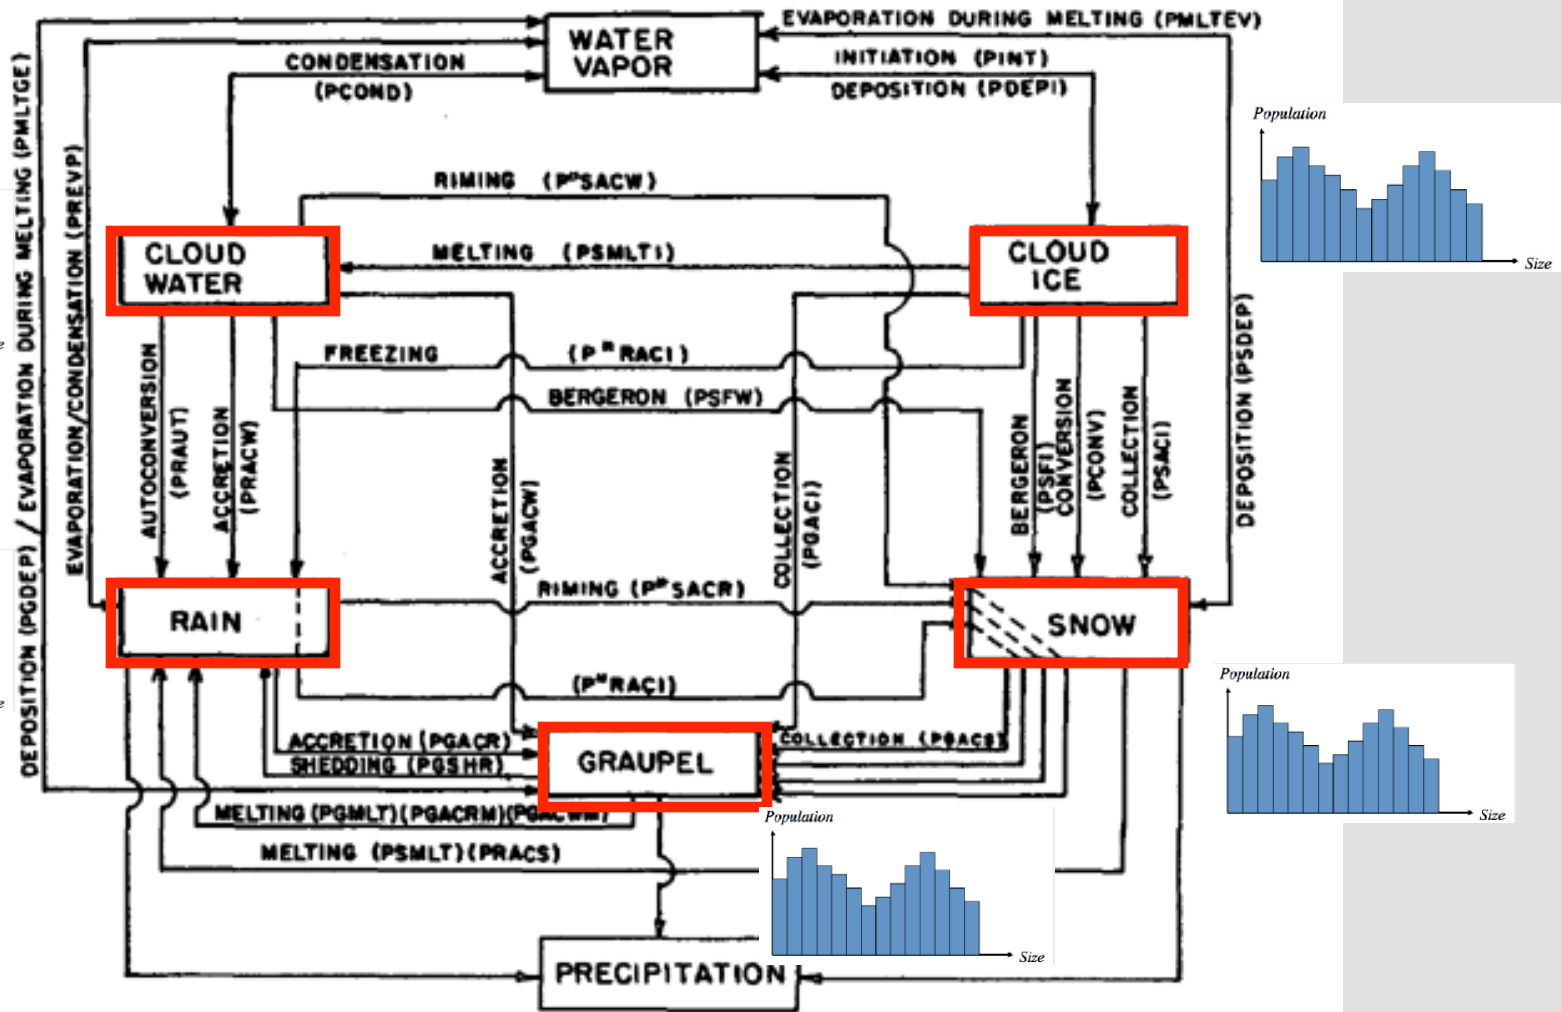 EVAPORATION DURING MELTING (PMLTEV)
WATER
VAPOR
CONDENSATION
(PCOND)
INITIATION (PINT)
DEPOSITION (PDEPI)
DEPOSITION (PGDEP) / EVAPORATION DURING MELTING (PMLTGE)
EVAPORATION/CONDENSATION (PREVP)
Population
Size
RIMING (P SACW)
CLOUD
WATER
MELTING (PSMLTI)
CLOUD
ICE
FREEZING
(P RACI)
BERGERON (PSFW)
AUTOCONVERSION
(PRAUT)
ACCRETION
(PRACW)
ACCRETION
(PGACW)
COLLECTION
(PGACI)
BERGERON
(PSFI)
CONVERSION
(PCONV)
COLLECTION
(PSACI)
DEPOSITION (PSDEP)
RIMING (P SACR)
RAIN
SNOW
(P RACI)
Population
Size
ACCRETION (PGACR)
SHEDDING (PGSHR)
GRAUPEL
COLLECTION (PGACS)
MELTING (PGMLT)(PGACRM)(PGACWM)
MELTING (PSMLT)(PRACS)
Population
Size
PRECIPITATION